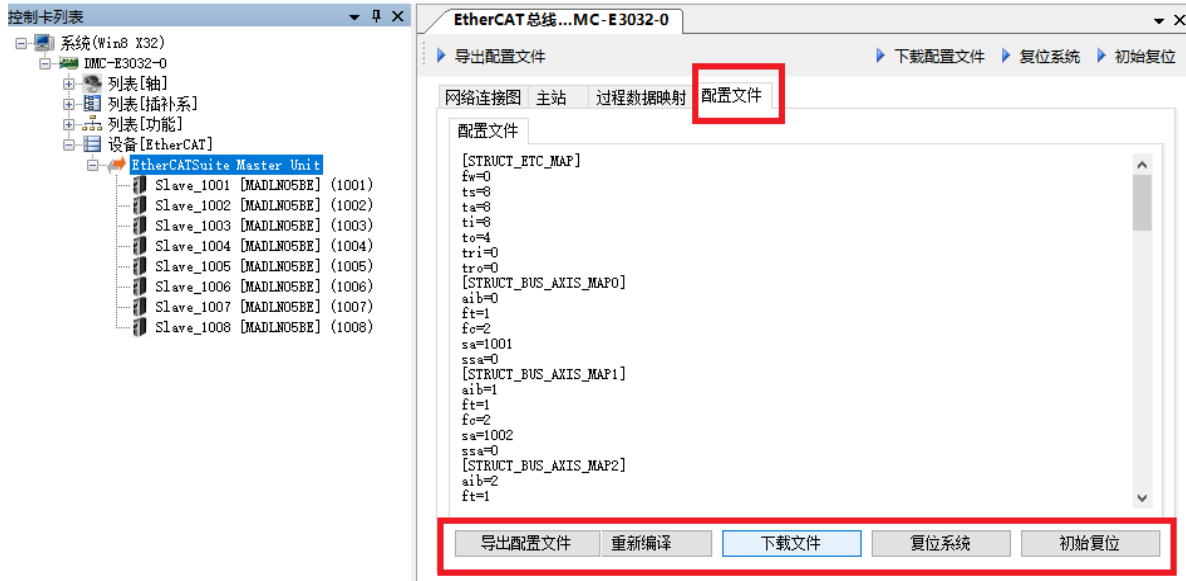 控制卡列表
系统(Win8 X32)
DMC-E3032-0
列表[轴]
列表[插补系]
列表[功能]
设备[EtherCAT]
EtherCATSuite Master Unit
Slave_1001 [MADLN05BE] (1001)
Slave_1002 [MADLN05BE] (1002)
Slave_1003 [MADLN05BE] (1003)
Slave_1004 [MADLN05BE] (1004)
Slave_1005 [MADLN05BE] (1005)
Slave_1006 [MADLN05BE] (1006)
Slave_1007 [MADLN05BE] (1007)
Slave_1008 [MADLN05BE] (1008)
EtherCAT总线...MC-E3032-0
导出配置文件 下载配置文件 复位系统 初始复位
网络连接图 主站 过程数据映射 配置文件
配置文件
[STRUCT_ETC_MAP]
fw=0
ts=8
ta=8
ti=8
to=4
tri=0
tro=0
[STRUCT_BUS_AXIS_MAP0]
aib=0
ft=1
fc=2
sa=1001
ssa=0
[STRUCT_BUS_AXIS_MAP1]
aib=1
ft=1
fc=2
sa=1002
ssa=0
[STRUCT_BUS_AXIS_MAP2]
aib=2
ft=1
导出配置文件 重新编译 下载文件 复位系统 初始复位